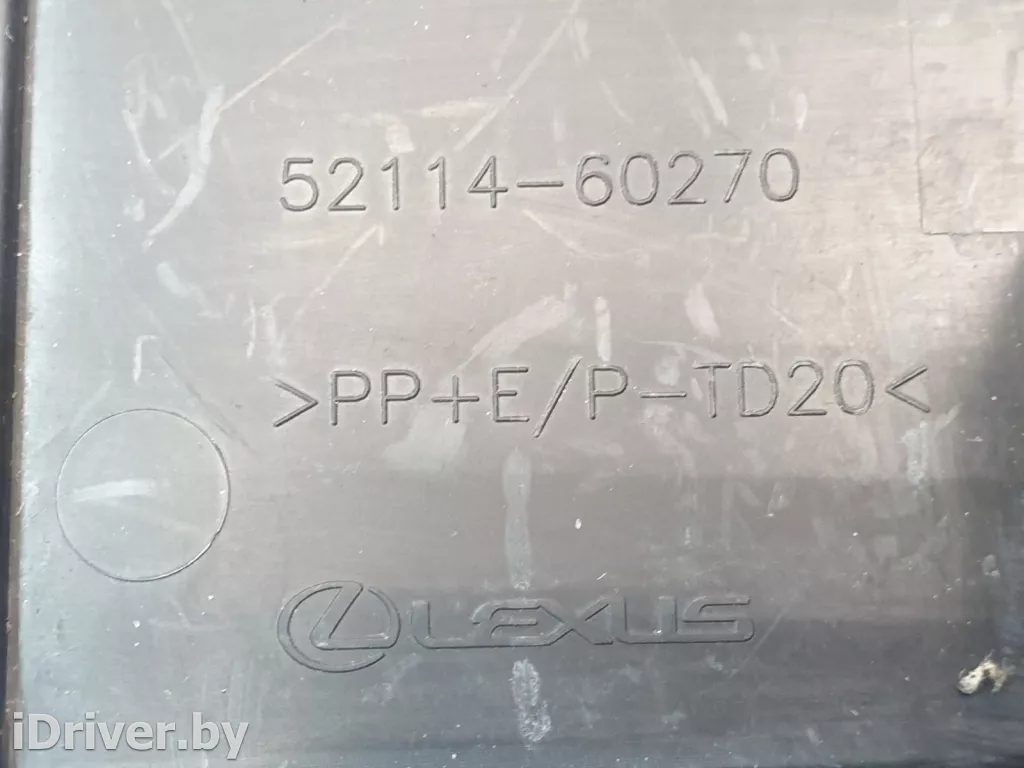 52114-60270
>PP+E/P-TD20<
LEXUS
iDriver.by